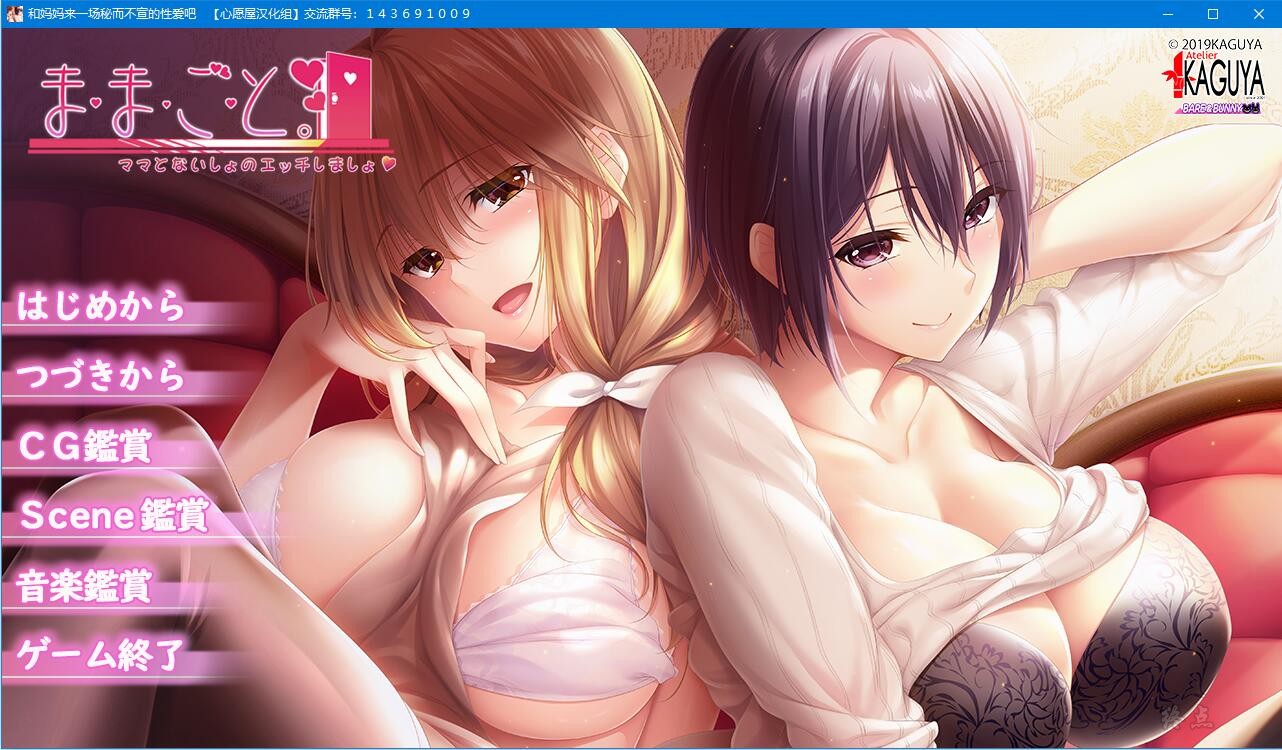 和妈妈来一场秘而不宣的性爱吧 【心愿屋汉化组】交流群号：１４３６９１００９
ま・ま・ごと。
ママとないしょのエッチしましょ♥
© 2019KAGUYA
Atelier
KAGUYA
BARE&BUNNY
はじめから
つづきから
ＣＧ鑑賞
Scene鑑賞
音楽鑑賞
ゲーム終了